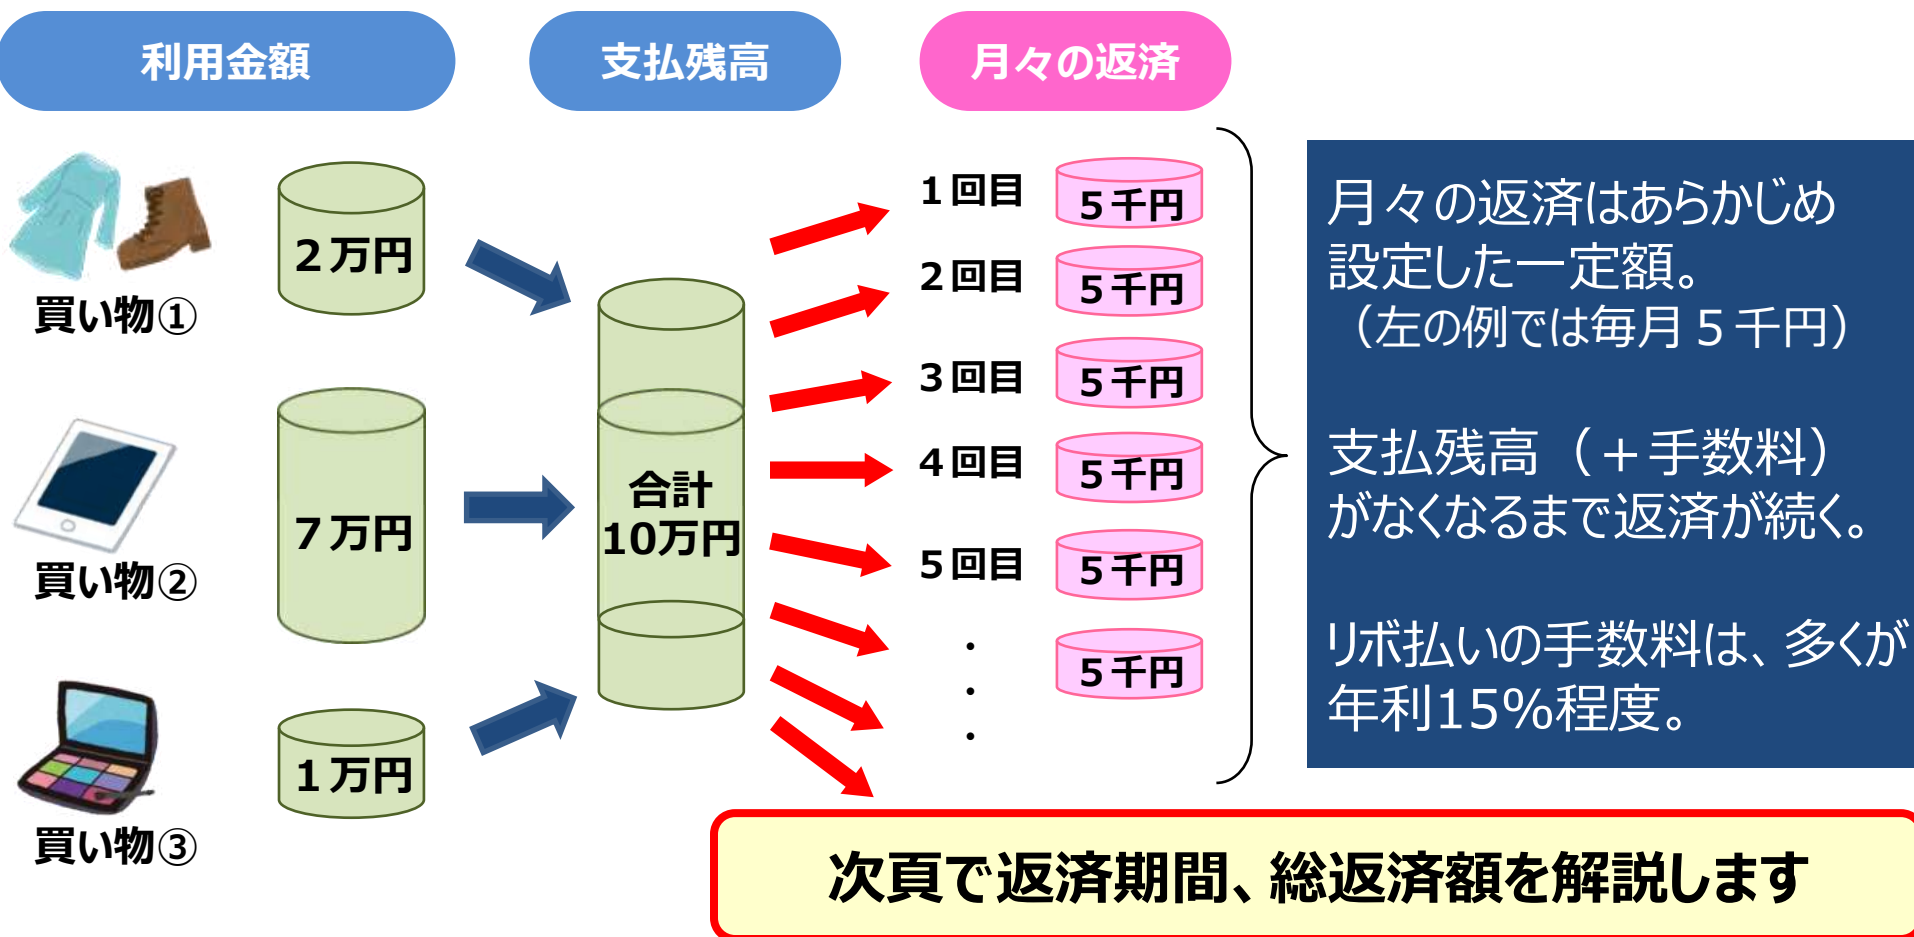 利用金額
支払残高
月々の返済
買い物①
2万円
買い物②
7万円
買い物③
1万円
合計
10万円
1回目 5千円
2回目 5千円
3回目 5千円
4回目 5千円
5回目 5千円
・
・
・
5千円
月々の返済はあらかじめ
設定した一定額。
（左の例では毎月5千円）
支払残高（＋手数料）
がなくなるまで返済が続く。
リボ払いの手数料は、多くが
年利15%程度。
次頁で返済期間、総返済額を解説します